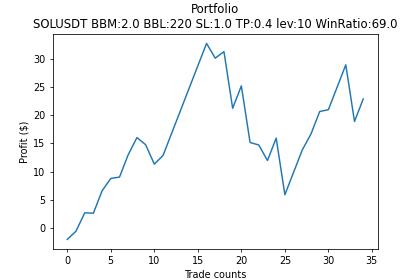 Portfolio
SOLUSDT BBM:2.0 BBL:220 SL:1.0 TP:0.4 lev:10 WinRatio:69.0
30
25
20
15
10
5
0
Profit ($)
0 5 10 15 20 25 30 35
Trade counts